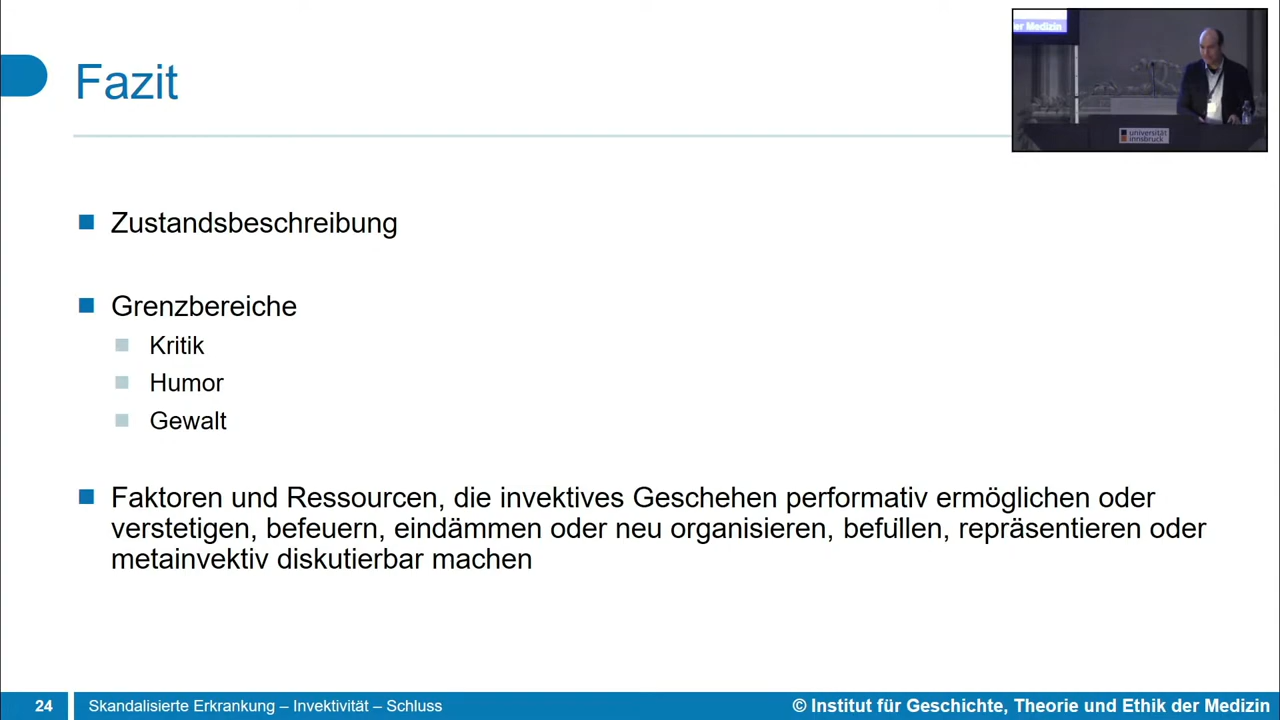 der Medizin
Fazit
universität
innsbruck
Zustandsbeschreibung
Grenzbereiche
Kritik
Humor
Gewalt
Faktoren und Ressourcen, die invektives Geschehen performativ ermöglichen oder
verstetigen, befeuern, eindämmen oder neu organisieren, befüllen, repräsentieren oder
metainvektiv diskutierbar machen
24 Skandalisierte Erkrankung – Invektivität – Schluss © Institut für Geschichte, Theorie und Ethik der Medizin